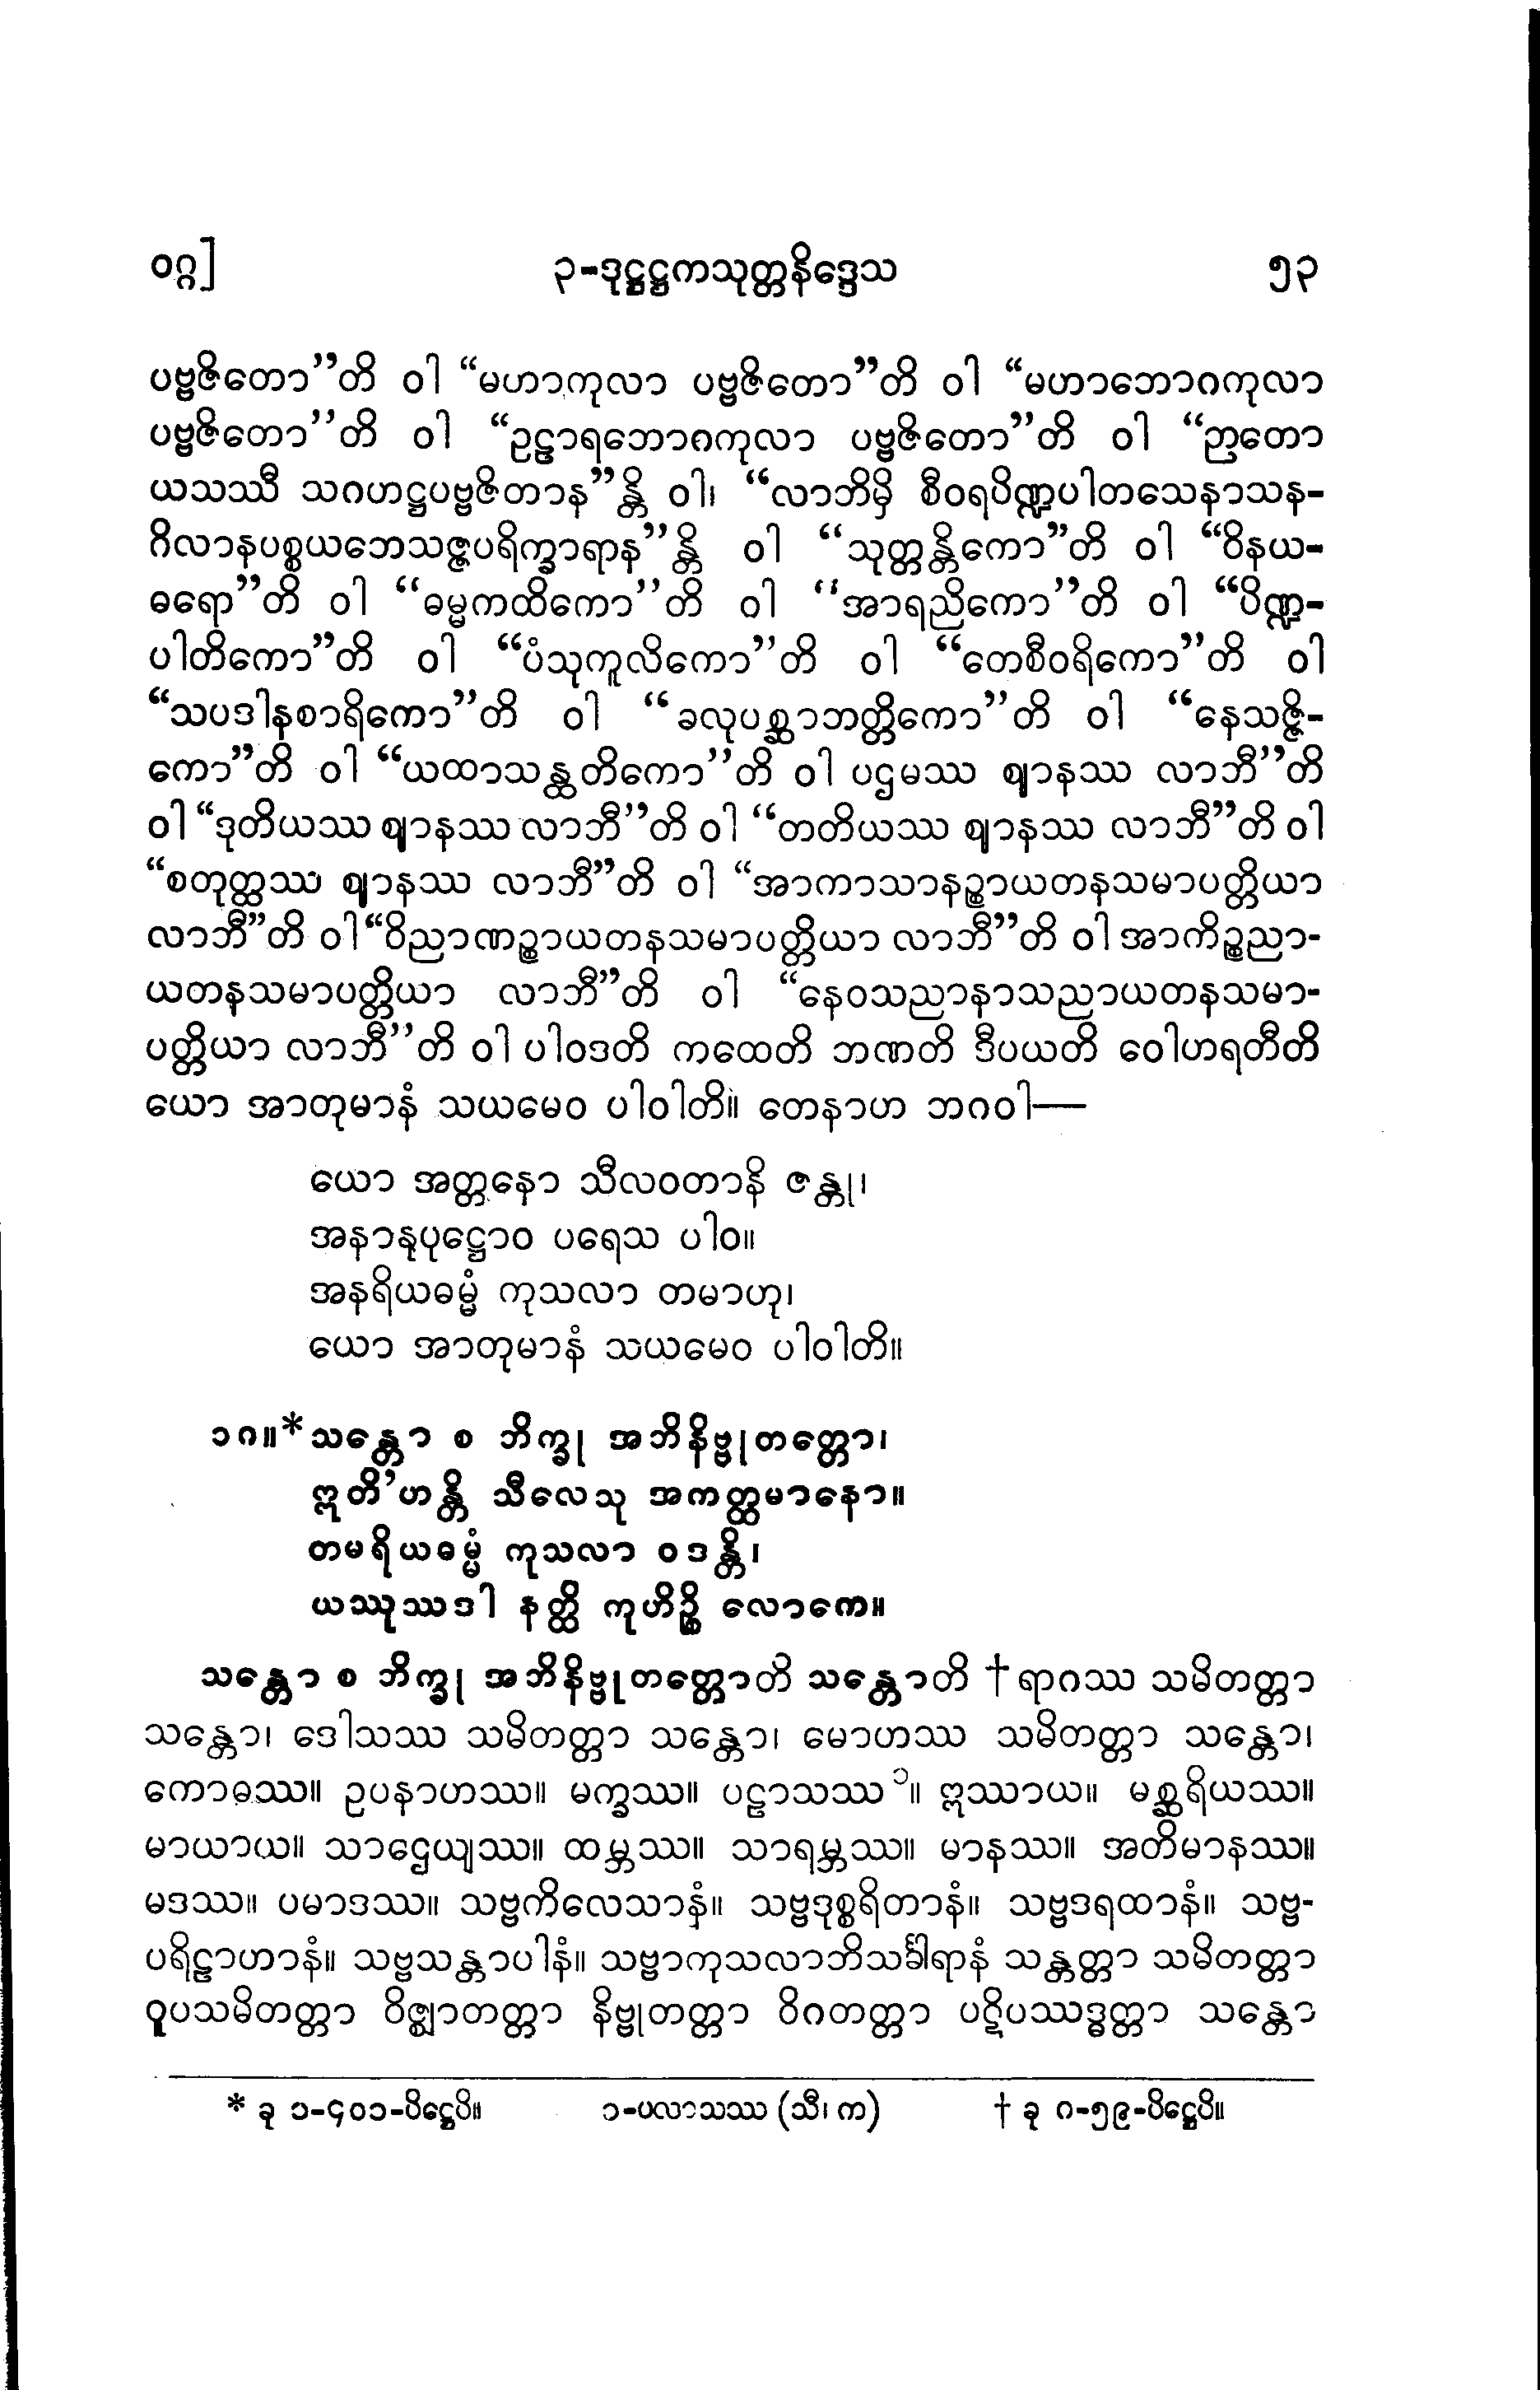 ဝဂ္ဂ]	၃-ဒုဋ္ဌဋ္ဌကသုတ္တနိဒ္ဒေသ	၅၃
ပဗ္ဗဇိတော”တိ ဝါ “မဟာကုလာ ပဗ္ဗဇိတော”တိ ဝါ “မဟာဘောဂကုလာ
ပဗ္ဗဇိတော”တိ ဝါ “ဥဠာရဘောဂကုလာ ပဗ္ဗဇိတော”တိ ဝါ “ဉာတော
ယသဿီ သဂဟဋ္ဌပဗ္ဗဇိတာန”န္တိ ဝါ၊ “လာဘိမှိ စီဝရပိဏ္ဍပါတသေနာသန-
ဂိလာနပစ္စယဘေသဇ္ဇပရိက္ခာရာန”န္တိ ဝါ “သုတ္တန္တိကော”တိ ဝါ “ဝိနယ-
ဓရော”တိ ဝါ “ဓမ္မကထိကော”တိ ဝါ “အာရညိကော”တိ ဝါ “ပိဏ္ဍ-
ပါတိကော”တိ ဝါ “ပံသုကူလိကော”တိ ဝါ “တေစီဝရိကော”တိ ဝါ
“သပဒါနစာရိကော”တိ ဝါ “ခလုပစ္ဆာဘတ္တိကော”တိ ဝါ “နေသဇ္ဇိ-
ကော”တိ ဝါ “ယထာသန္ထတိကော”တိ ဝါ ပဌမဿ ဈာနဿ လာဘီ”တိ
ဝါ “ဒုတိယဿ ဈာနဿ လာဘီ”တိ ဝါ “တတိယဿ ဈာနဿ လာဘီ”တိ ဝါ
“စတုတ္ထဿ ဈာနဿ လာဘီ”တိ ဝါ “အာကာသာနဉ္စာယတနသမာပတ္တိယာ
လာဘီ”တိ ဝါ “ဝိညာဏဉ္စာယတနသမာပတ္တိယာ လာဘီ”တိ ဝါ အာကိဉ္စညာ-
ယတနသမာပတ္တိယာ လာဘီ”တိ ဝါ “နေဝသညာနာသညာယတနသမာ-
ပတ္တိယာ လာဘီ”တိ ဝါ ပါဝဒတိ ကထေတိ ဘဏတိ ဒီပယတိ ဝေါဟရတီတိ
ယော အာတုမာနံ သယမေဝ ပါဝါတိ။ တေနာဟ ဘဂဝါ—
ယော အတ္တနော သီလဝတာနိ ဇန္တု၊
အနာနုပုဋ္ဌောဝ ပရေသ ပါဝ။
အနရိယဓမ္မံ ကုသလာ တမာဟု၊
ယော အာတုမာနံ သယမေဝ ပါဝါတိ။
၁ဂ။*သန္တော စ ဘိက္ခု အဘိနိဗ္ဗုတတ္တော၊
ဣတိ’ဟန္တိ သီလေသု အကတ္ထမာနော။
တမရိယဓမ္မံ ကုသလာ ဝဒန္တိ၊
ယဿုဿဒါ နတ္ထိ ကုဟိဉ္စိ လောကေ။
သန္တော စ ဘိက္ခု အဘိနိဗ္ဗုတတ္တောတိ သန္တောတိ †ရာဂဿ သမိတတ္တာ
သန္တော၊ ဒေါသဿ သမိတတ္တာ သန္တော၊ မောဟဿ သမိတတ္တာ သန္တော၊
ကောဓဿ။ ဥပနာဟဿ။ မက္ခဿ။ ပဠာသဿ ၁။ ဣဿာယ။ မစ္ဆရိယဿ။
မာယာယ။ သာဌေယျဿ။ ထမ္ဘဿ။ သာရမ္ဘဿ။ မာနဿ။ အတိမာနဿ။
မဒဿ။ ပမာဒဿ။ သဗ္ဗကိလေသာနံ။ သဗ္ဗဒုစ္စရိတာနံ။ သဗ္ဗဒရထာနံ။ သဗ္ဗ-
ပရိဠာဟာနံ။ သဗ္ဗသန္တာပါနံ။ သဗ္ဗာကုသလာဘိသင်္ခါရာနံ သန္တတ္တာ သမိတတ္တာ
ဝူပသမိတတ္တာ ဝိဇ္ဈာတတ္တာ နိဗ္ဗုတတ္တာ ဝိဂတတ္တာ ပဋိပဿဒ္ဓတ္တာ သန္တော
* ခု ၁-၄၀၁-ပိဋ္ဌေပိ။	၁-ပလာသဿ (သီ၊ က)	† ခု ဂ-၅၉-ပိဋ္ဌေပိ။